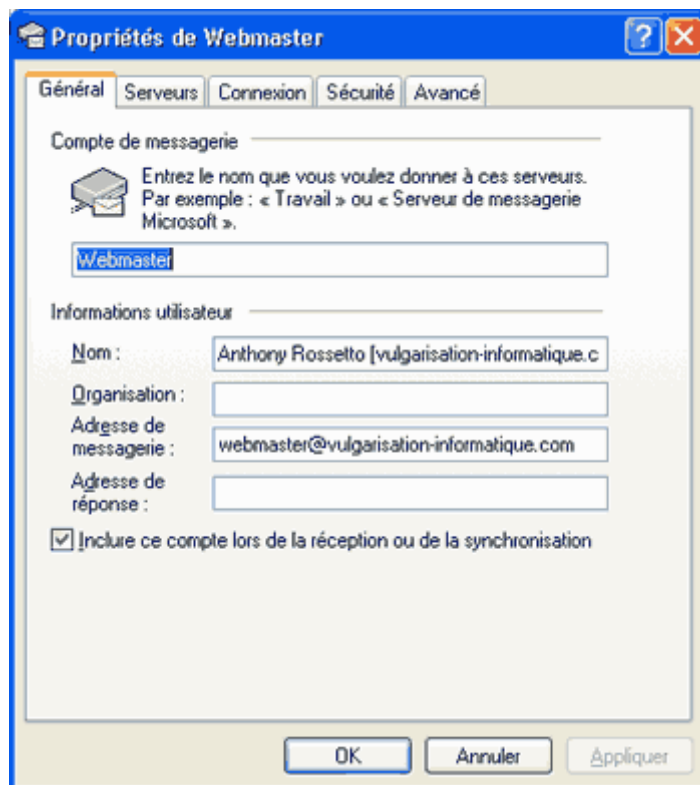 Propriétés de Webmaster
Général Serveurs Connexion Sécurité Avancé
Compte de messagerie
Entrez le nom que vous voulez donner à ces serveurs.
Par exemple : « Travail » ou « Serveur de messagerie
Microsoft ».
Webmaster
Informations utilisateur
Nom : Anthony Rossetto [vulgarisation-informatique.c
Organisation :
Adresse de
messagerie : webmaster@vulgarisation-informatique.com
Adresse de
réponse :
Inclure ce compte lors de la réception ou de la synchronisation
OK Annuler Appliquer